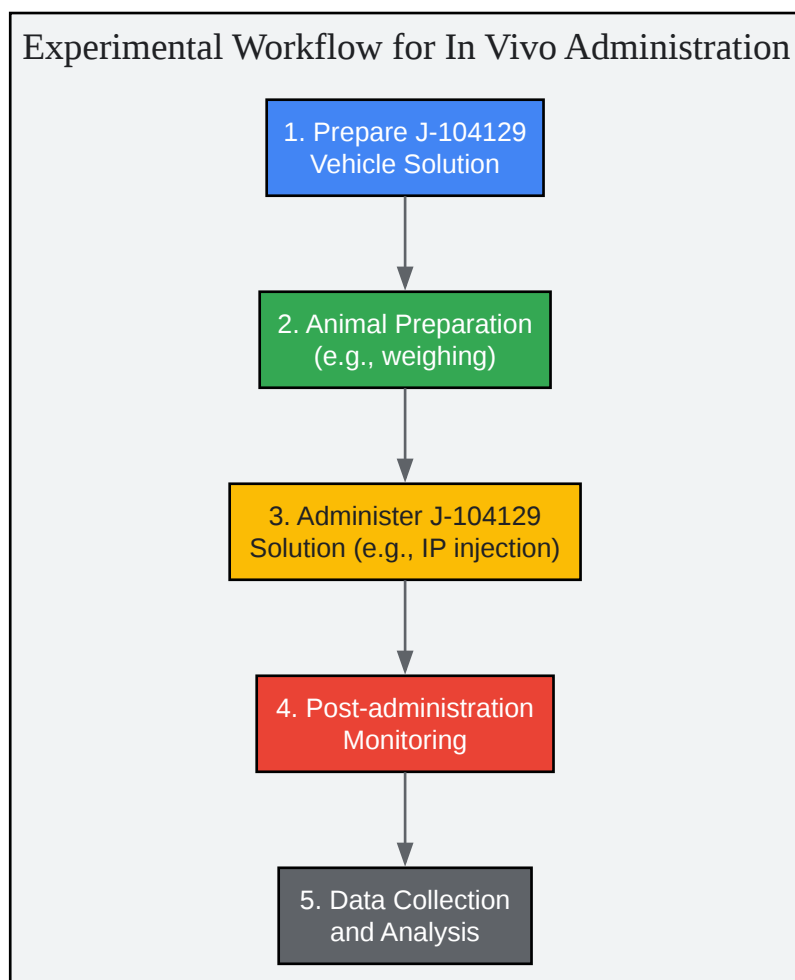 Experimental Workflow for In Vivo Administration
1. Prepare J-104129
Vehicle Solution
2. Animal Preparation
(e.g., weighing)
3. Administer J-104129
Solution (e.g., IP injection)
4. Post-administration
Monitoring
5. Data Collection
and Analysis